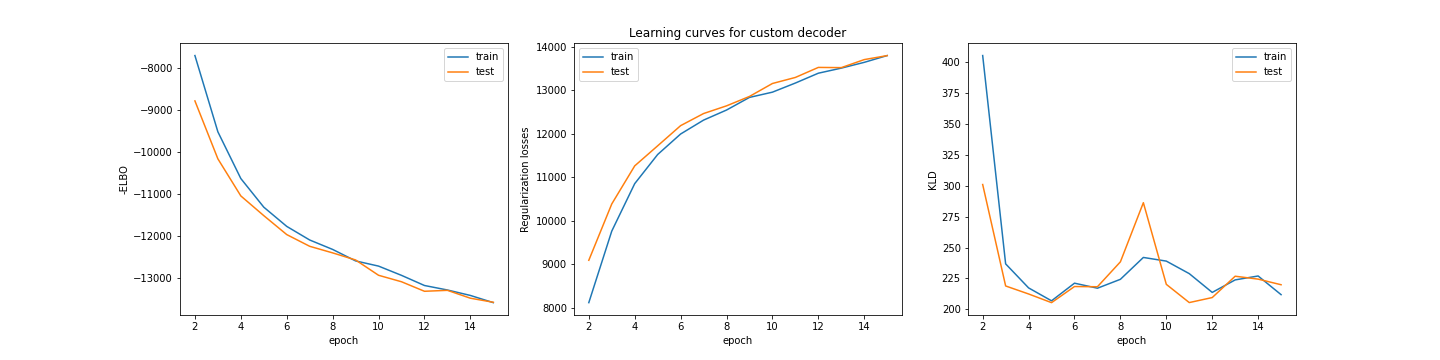 Learning curves for custom decoder
−8000
−9000
−10000
−11000
−12000
−13000
-ELBO
2 4 6 8 10 12 14
epoch
train
test
14000
13000
12000
11000
10000
9000
8000
Regularization losses
2 4 6 8 10 12 14
epoch
train
test
400
375
350
325
300
275
250
225
200
KLD
2 4 6 8 10 12 14
epoch
train
test